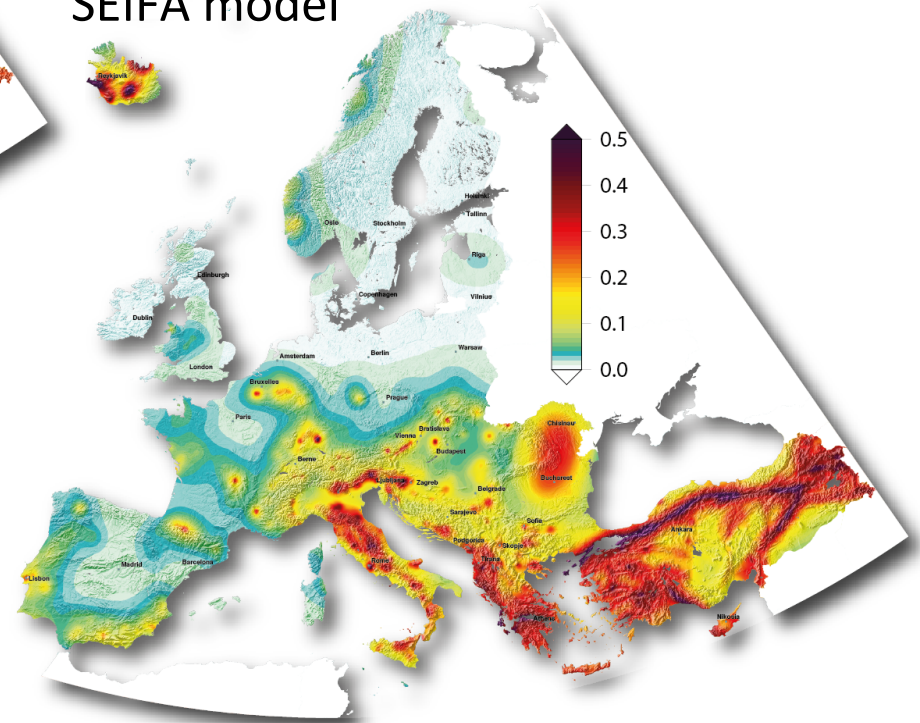 SEIFA model
Reykjavik
0.5
0.4
0.3
0.2
0.1
0.0
Helsinki
Tallinn
Oslo
Stockholm
Riga
Edinburgh
Copenhagen
Vilnius
Dublin
London
Amsterdam
Berlin
Warsaw
Bruxelles
Prague
Paris
Chisinau
Bratislava
Vienna
Budapest
Berne
Ljubljana
Zagreb
Bucharest
Belgrade
Sarajevo
Sofia
Ankara
Podgorica
Skopje
Tirana
Rome
Madrid
Barcelona
Lisbon
Athens
Nikosia